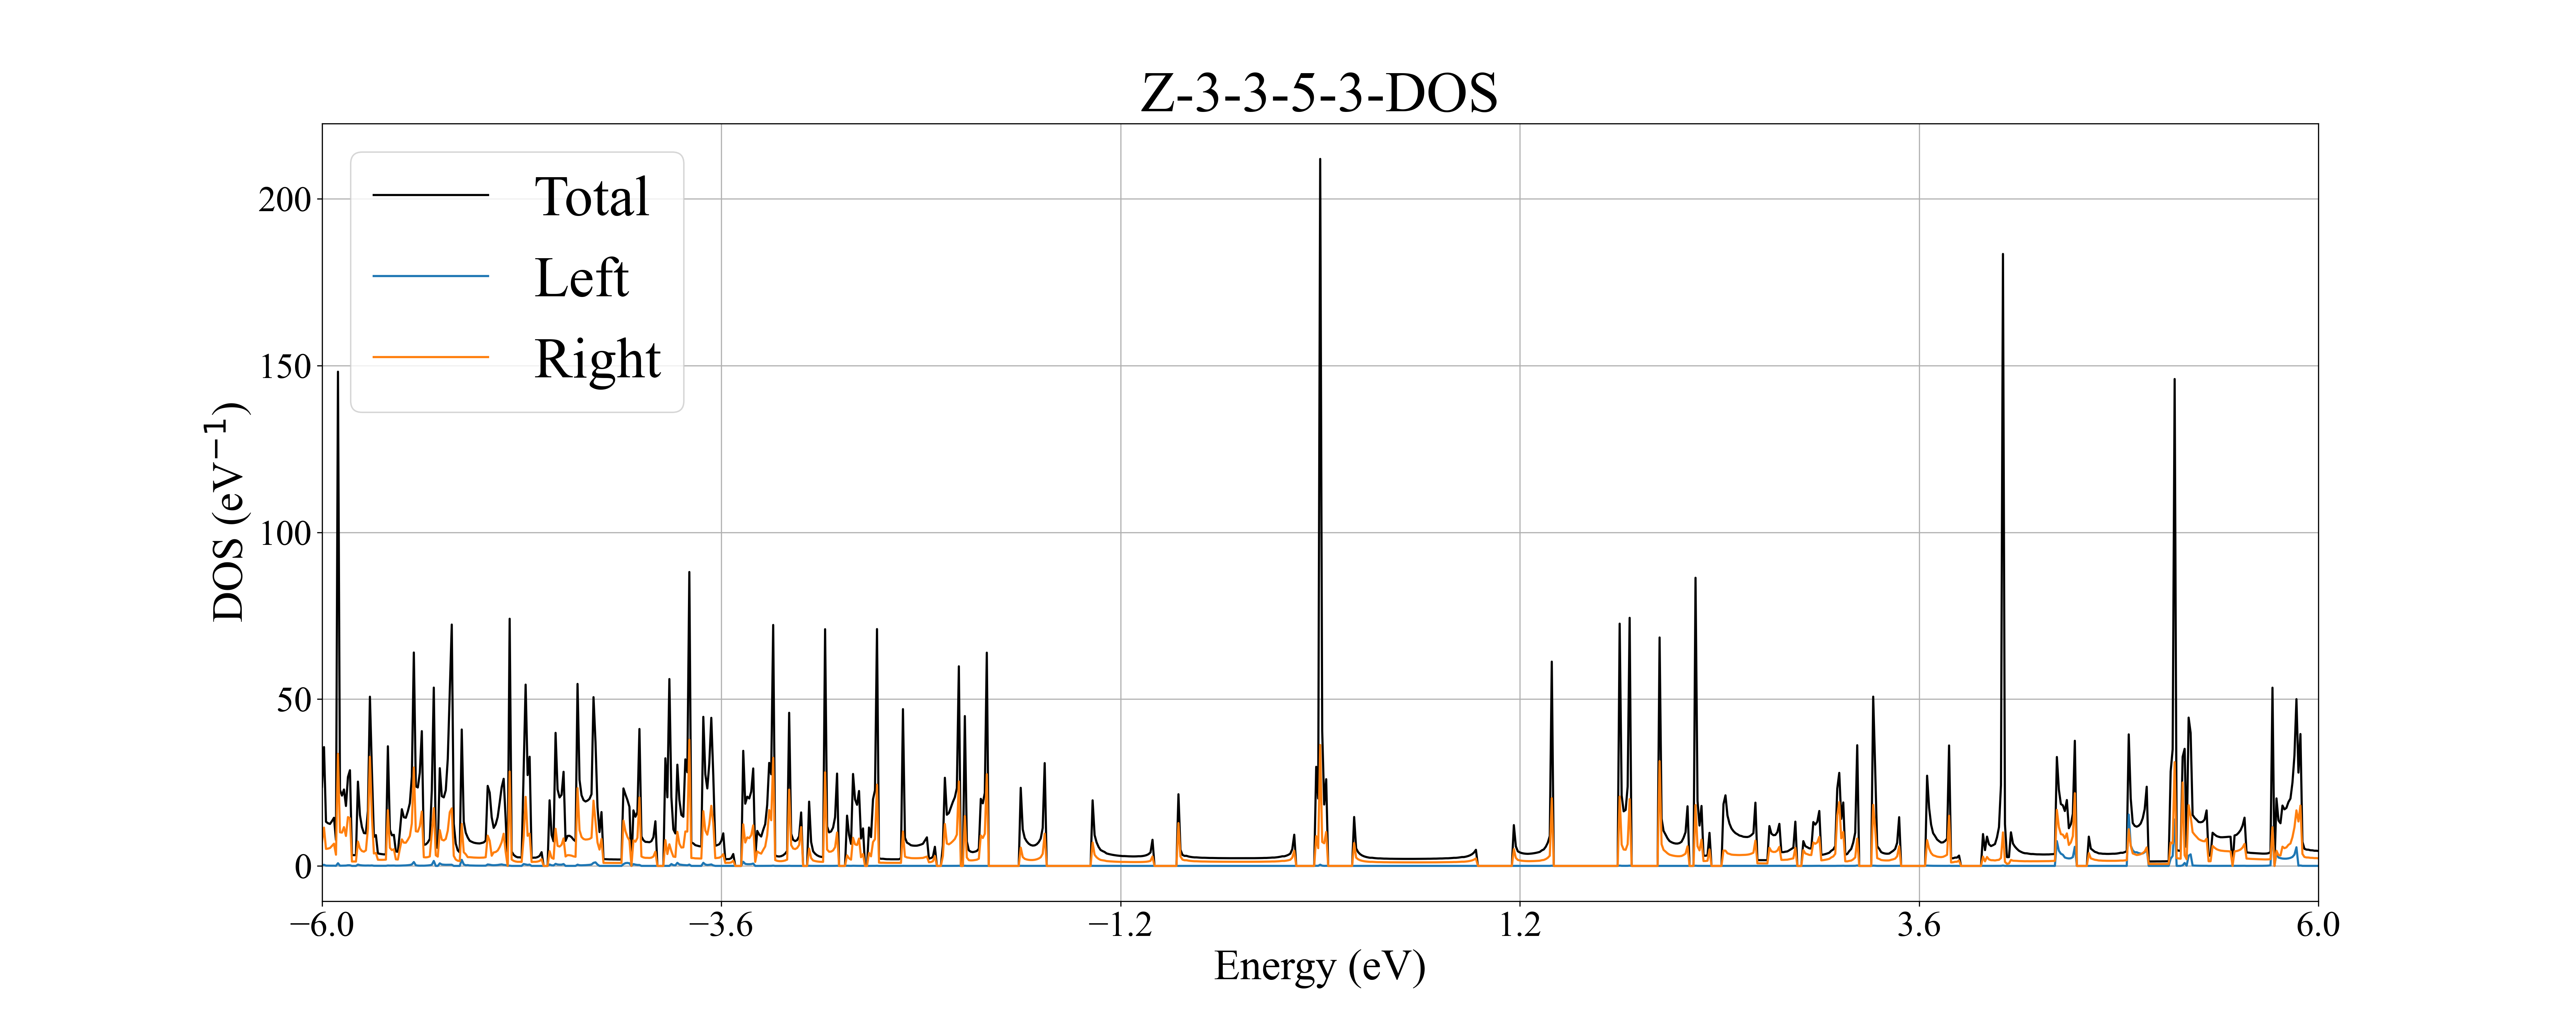 Z-3-3-5-3-DOS
Total
Left
Right
200
150
100
50
0
DOS (eV⁻¹)
−6.0
−3.6
−1.2
1.2
3.6
6.0
Energy (eV)